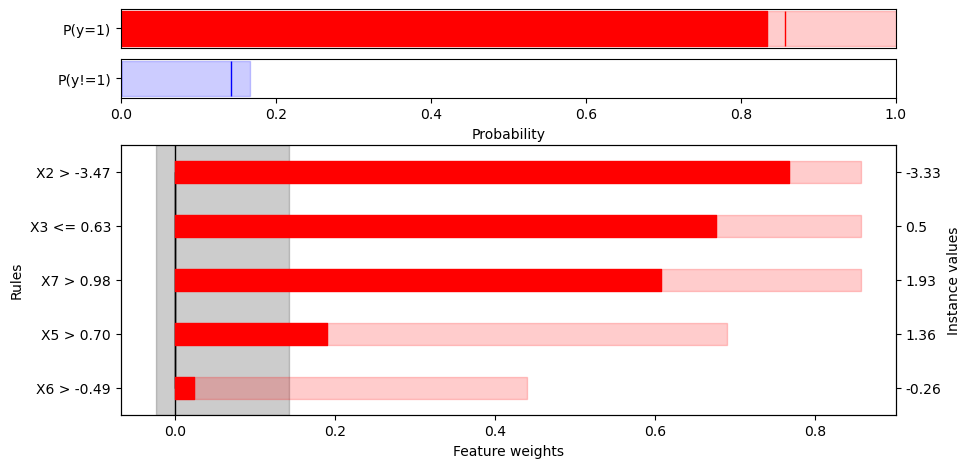 P(y=1)
P(y!=1)
0.0 0.2 0.4 0.6 0.8 1.0
Probability
X2 > -3.47 -3.33
X3 <= 0.63 0.5
X7 > 0.98 1.93
X5 > 0.70 1.36
X6 > -0.49 -0.26
Rules
Instance values
0.0 0.2 0.4 0.6 0.8
Feature weights